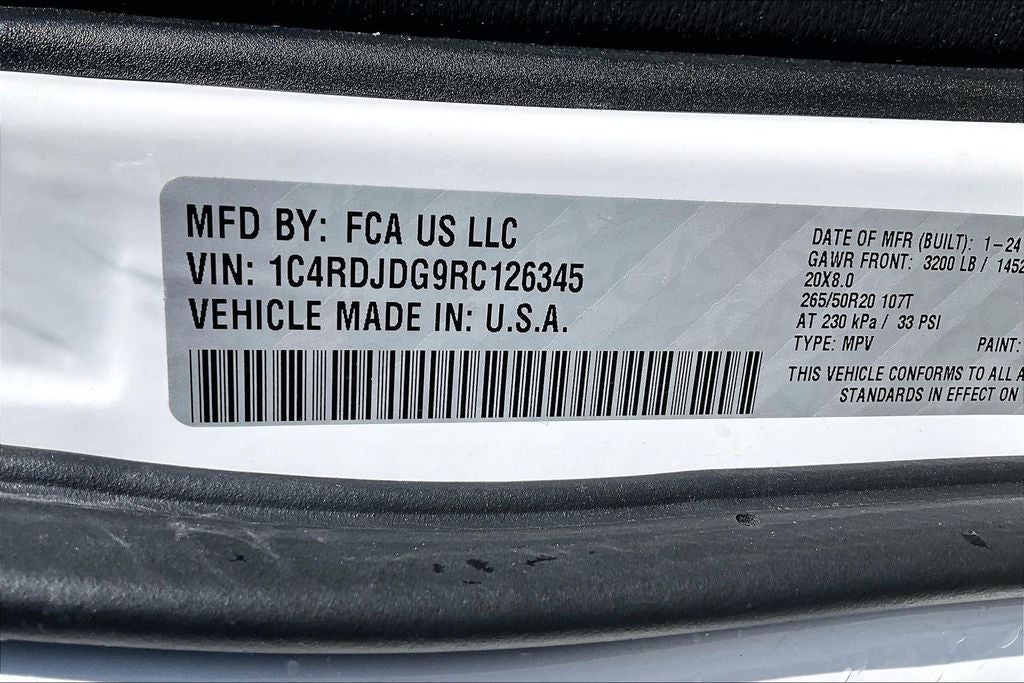 MFD BY: FCA US LLC
VIN: 1C4RDJDG9RC126345
VEHICLE MADE IN: U.S.A.
DATE OF MFR (BUILT): 1-24
GAWR FRONT: 3200 LB / 1452
20X8.0
265/50R20 107T
AT 230 kPa / 33 PSI
TYPE: MPV PAINT:
THIS VEHICLE CONFORMS TO ALL A
STANDARDS IN EFFECT ON